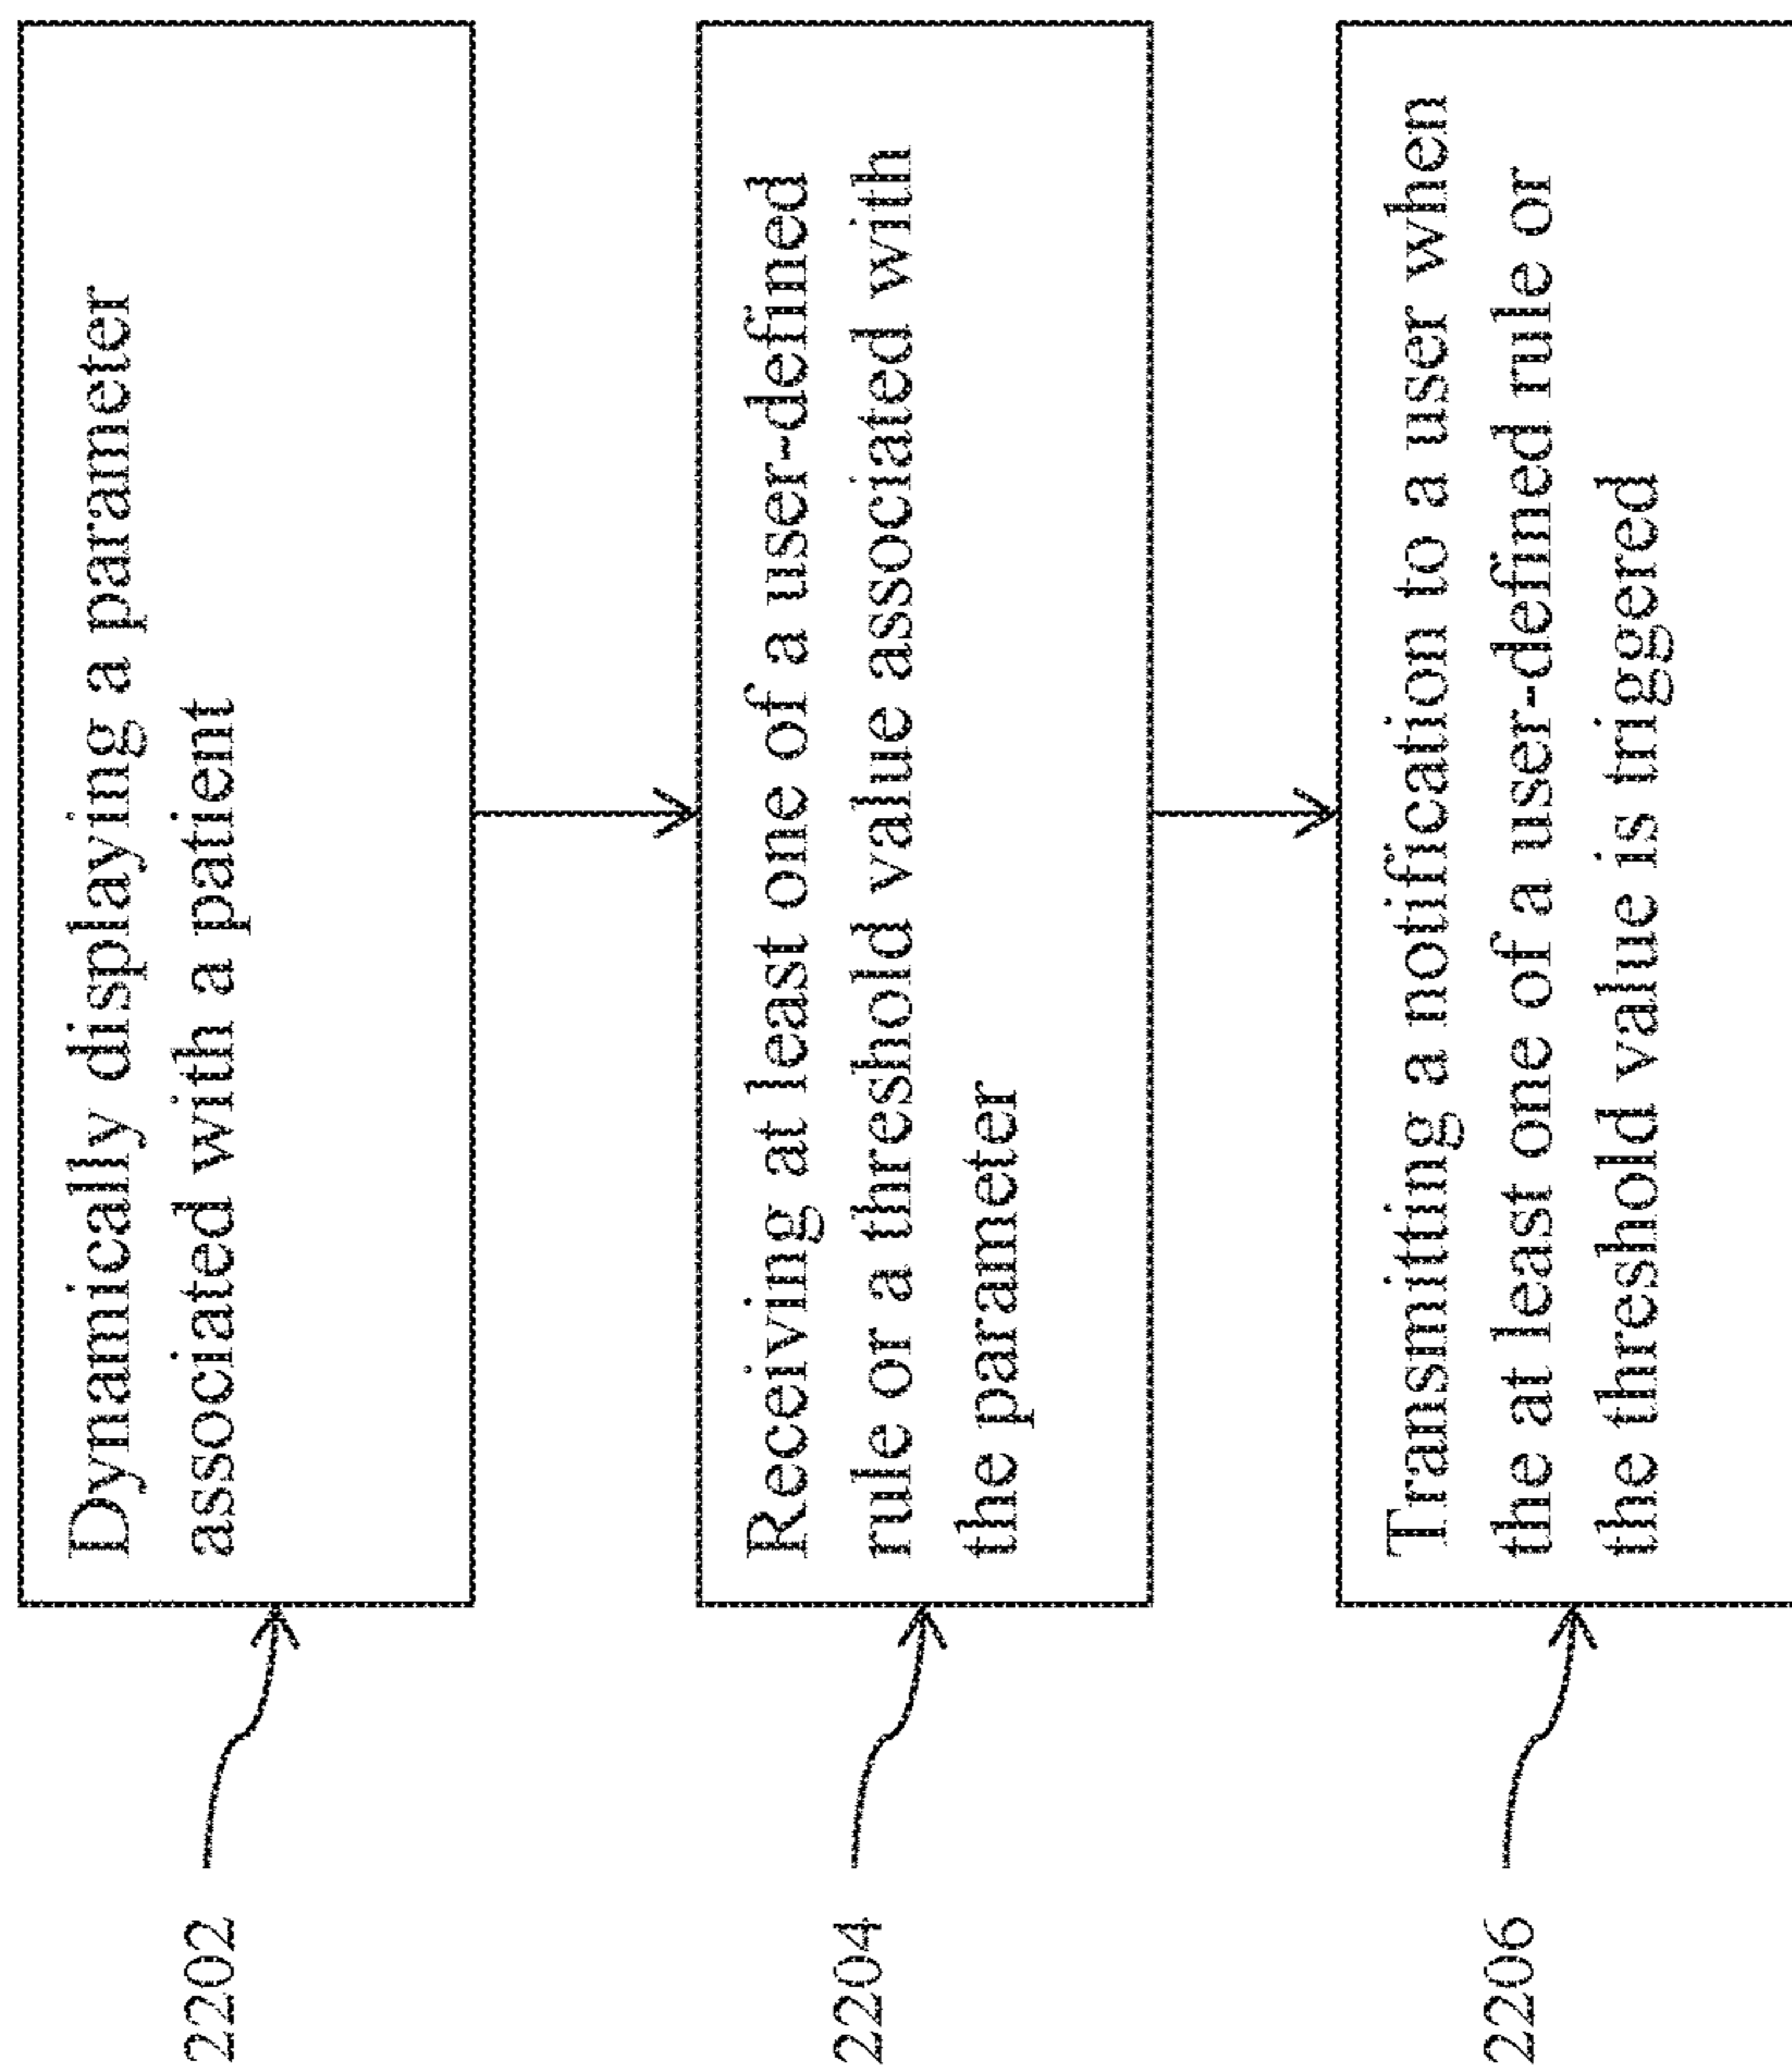 2202
Dynamically displaying a parameter
associated with a patient
2204
Receiving at least one of a user-defined
rule or a threshold value associated with
the parameter
2206
Transmitting a notification to a user when
the at least one of a user-defined rule or
the threshold value is triggered